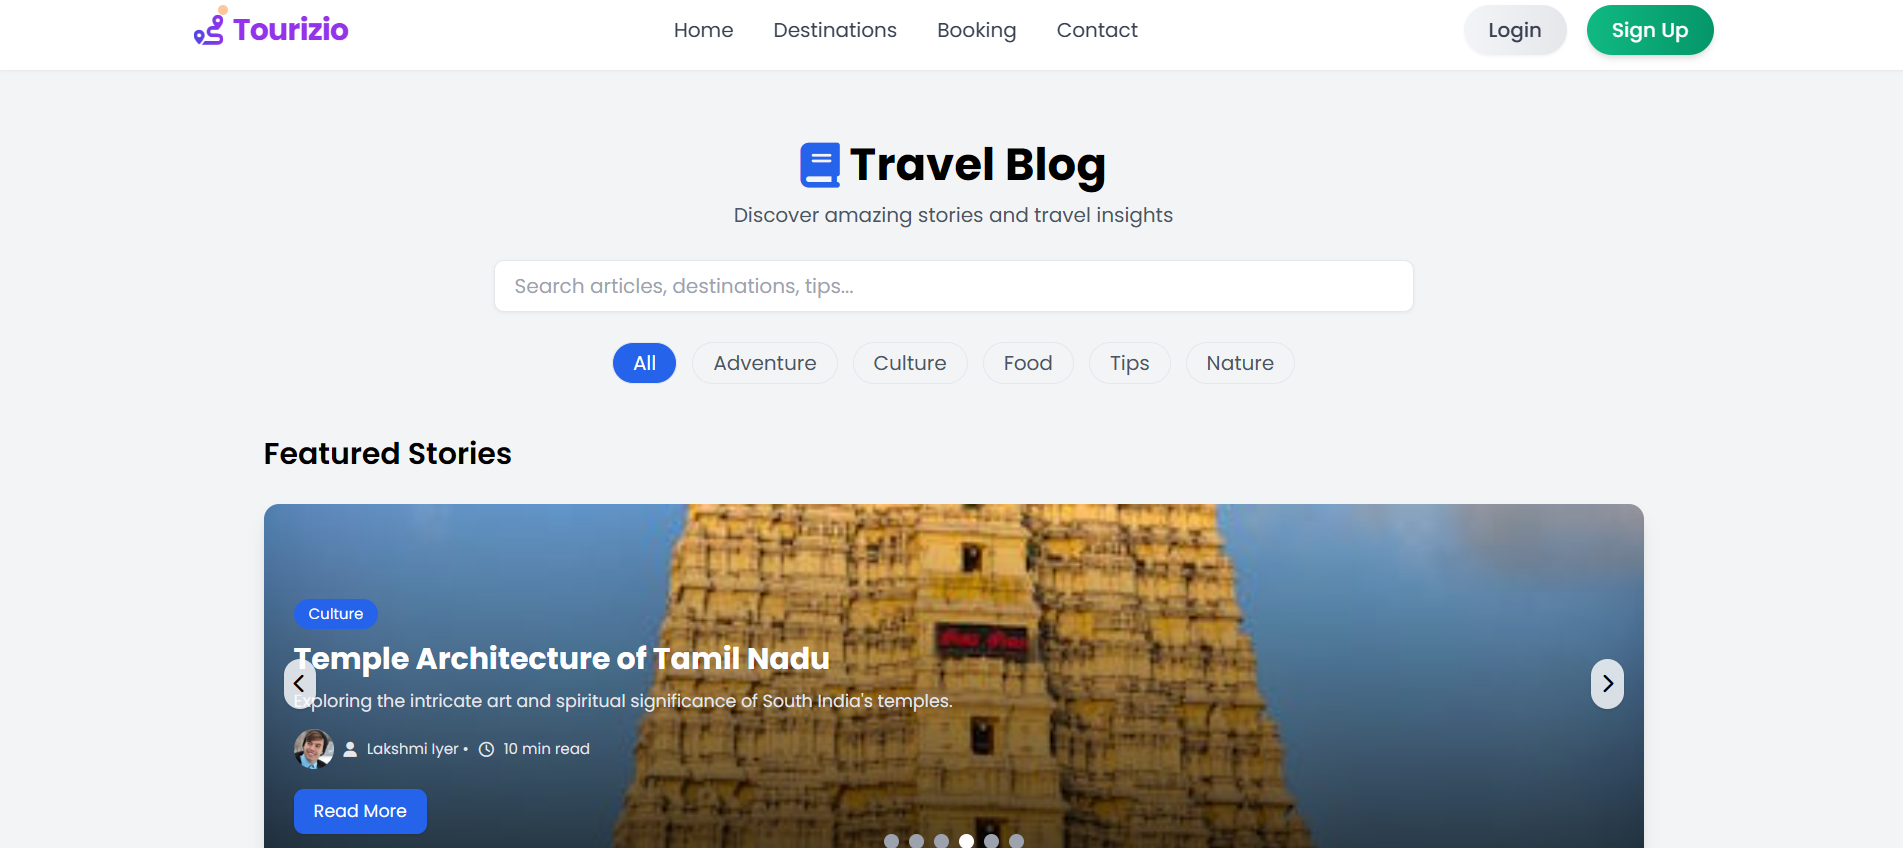 Tourizio
Home Destinations Booking Contact
Login Sign Up
Travel Blog
Discover amazing stories and travel insights
Search articles, destinations, tips...
All Adventure Culture Food Tips Nature
Featured Stories
Culture
Temple Architecture of Tamil Nadu
Exploring the intricate art and spiritual significance of South India's temples.
Lakshmi Iyer • 10 min read
Read More